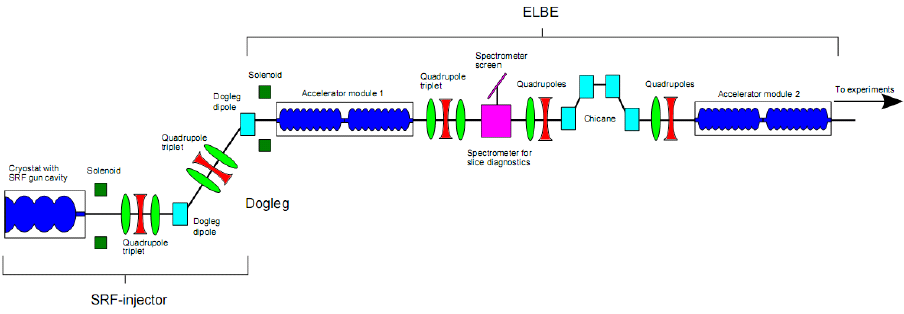 ELBE
Spectrometer
screen
Solenoid
Quadrupole
triplet
Quadrupoles
Quadrupoles
Accelerator module 1
Accelerator module 2
To experiments
Dogleg
dipole
Chicane
Quadrupole
triplet
Spectrometer for
slice diagnostics
Cryostat with
SRF gun cavity
Solenoid
Dogleg
Dogleg
dipole
Quadrupole
triplet
SRF-injector